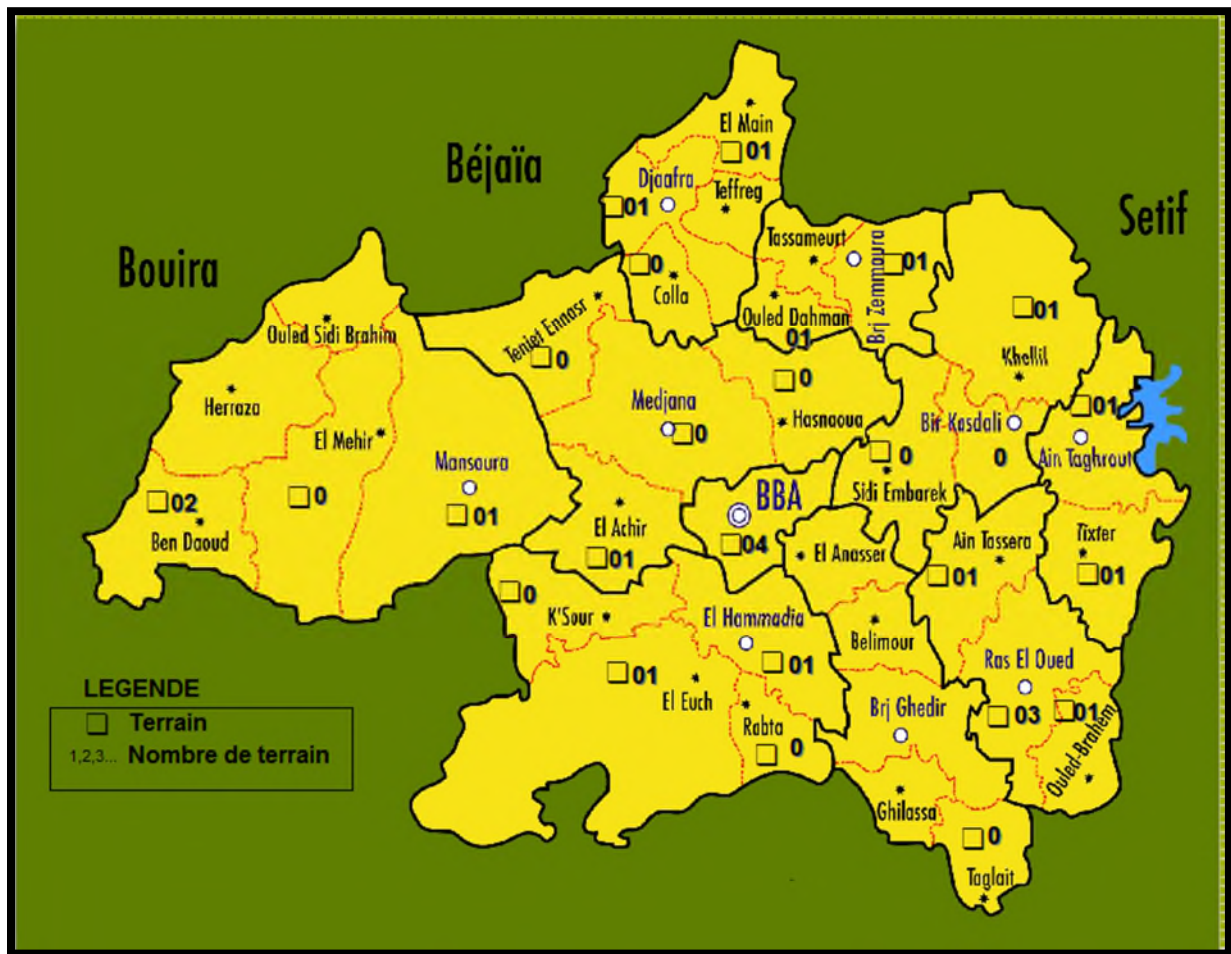 El Main
01
Béjaïa
Djaafra
Teffreg
01
Setif
Tassameurt
Brj Zemmoura
01
Bouira
0
Colla
Ouled Dahman
01
01
Teniet Ennasr
0
Ouled Sidi Brahim
Khellil
Herraza
0
Medjana
0
Hasnaoua
Bir Kasdali
0
01
Ain Taghrout
El Mehir
0
Mansoura
01
0
Sidi Embarek
BBA
04
02
Ben Daoud
El Achir
01
El Anasser
Ain Tassera
01
Tixter
01
0
K'Sour
El Hammadia
01
Belimour
Ras El Oued
03
01
Ouled-Brahem
01
El Euch
Rabta
0
Brj Ghedir
Ghilassa
0
Taglait
LEGENDE
Terrain
1,2,3... Nombre de terrain